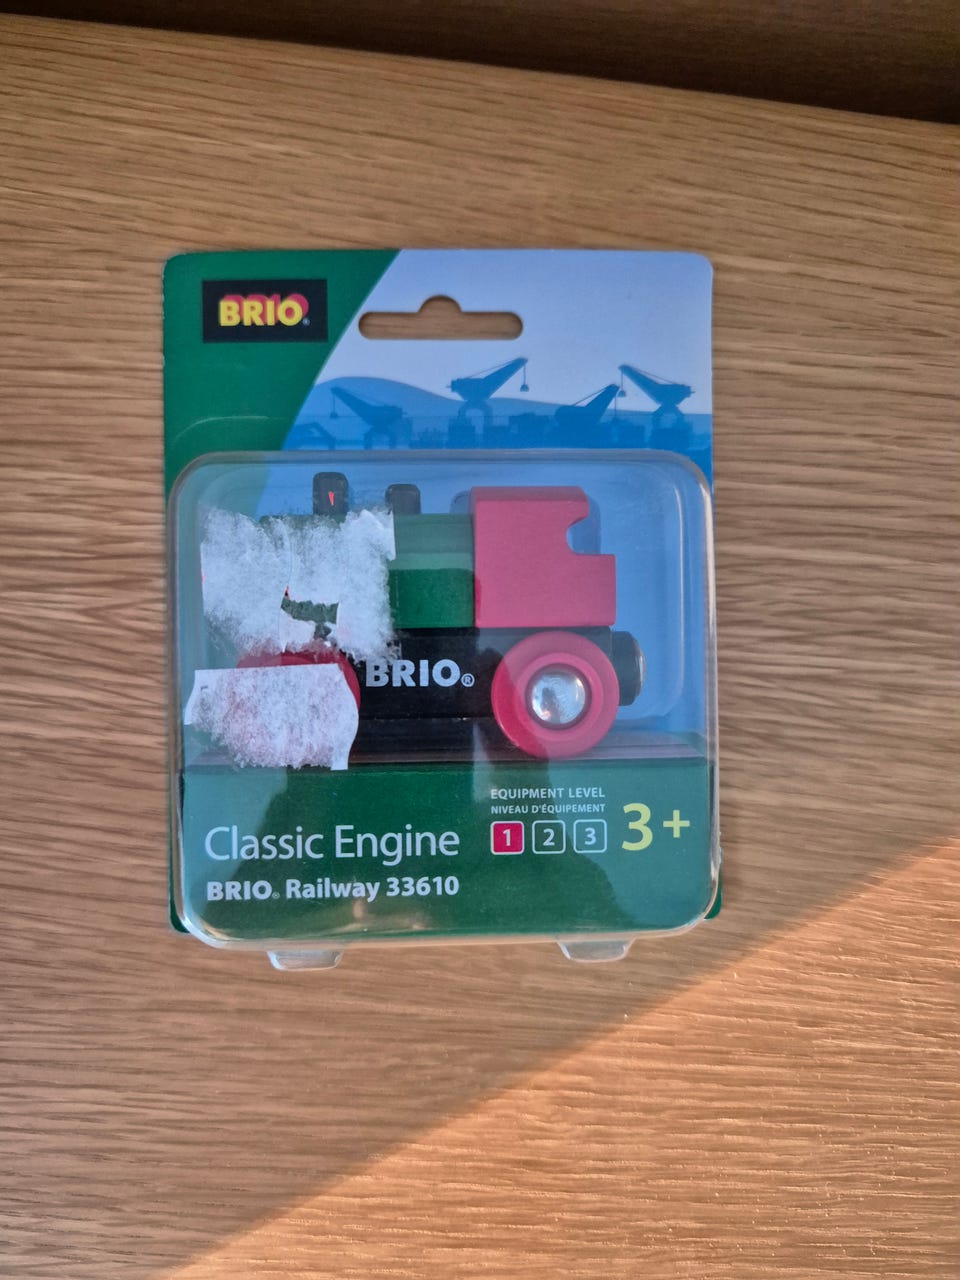 BRIO®
BRIO®
EQUIPMENT LEVEL
NIVEAU D'ÉQUIPEMENT
1 2 3
3+
Classic Engine
BRIO® Railway 33610